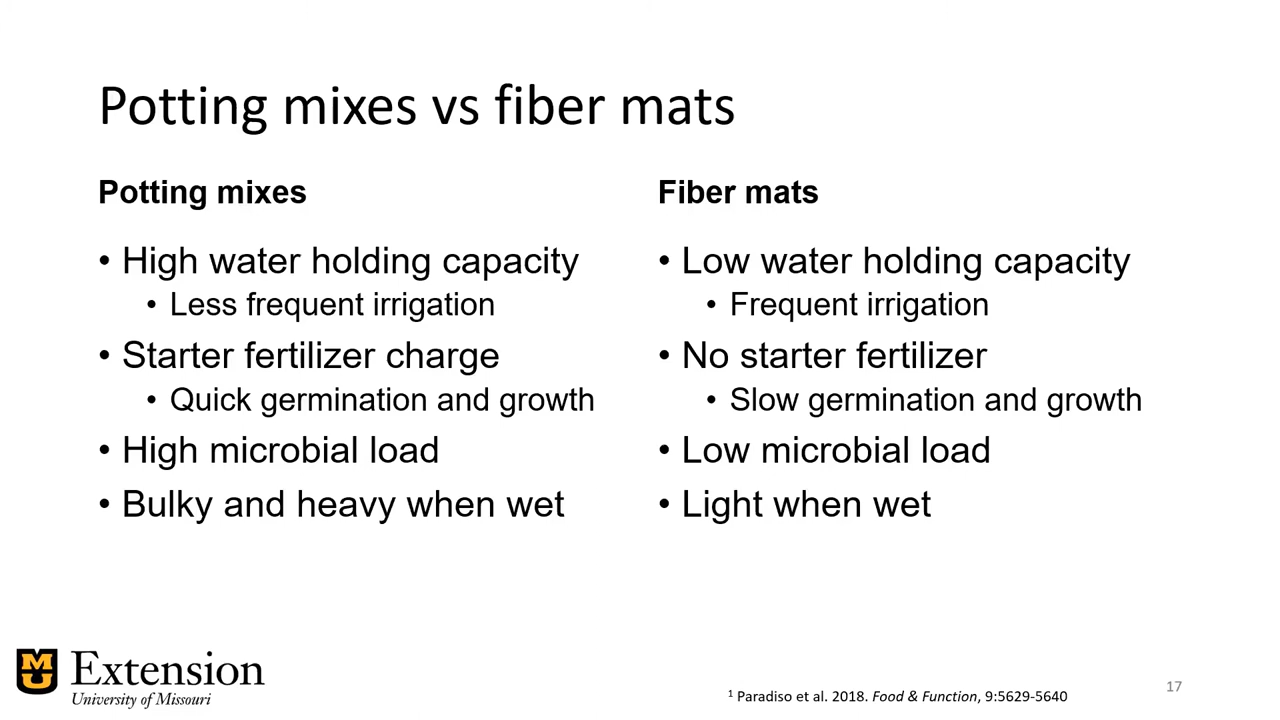 Potting mixes vs fiber mats
Potting mixes
• High water holding capacity
• Less frequent irrigation
• Starter fertilizer charge
• Quick germination and growth
• High microbial load
• Bulky and heavy when wet
Fiber mats
• Low water holding capacity
• Frequent irrigation
• No starter fertilizer
• Slow germination and growth
• Low microbial load
• Light when wet
MU Extension
University of Missouri
1 Paradiso et al. 2018. Food & Function, 9:5629-5640
17